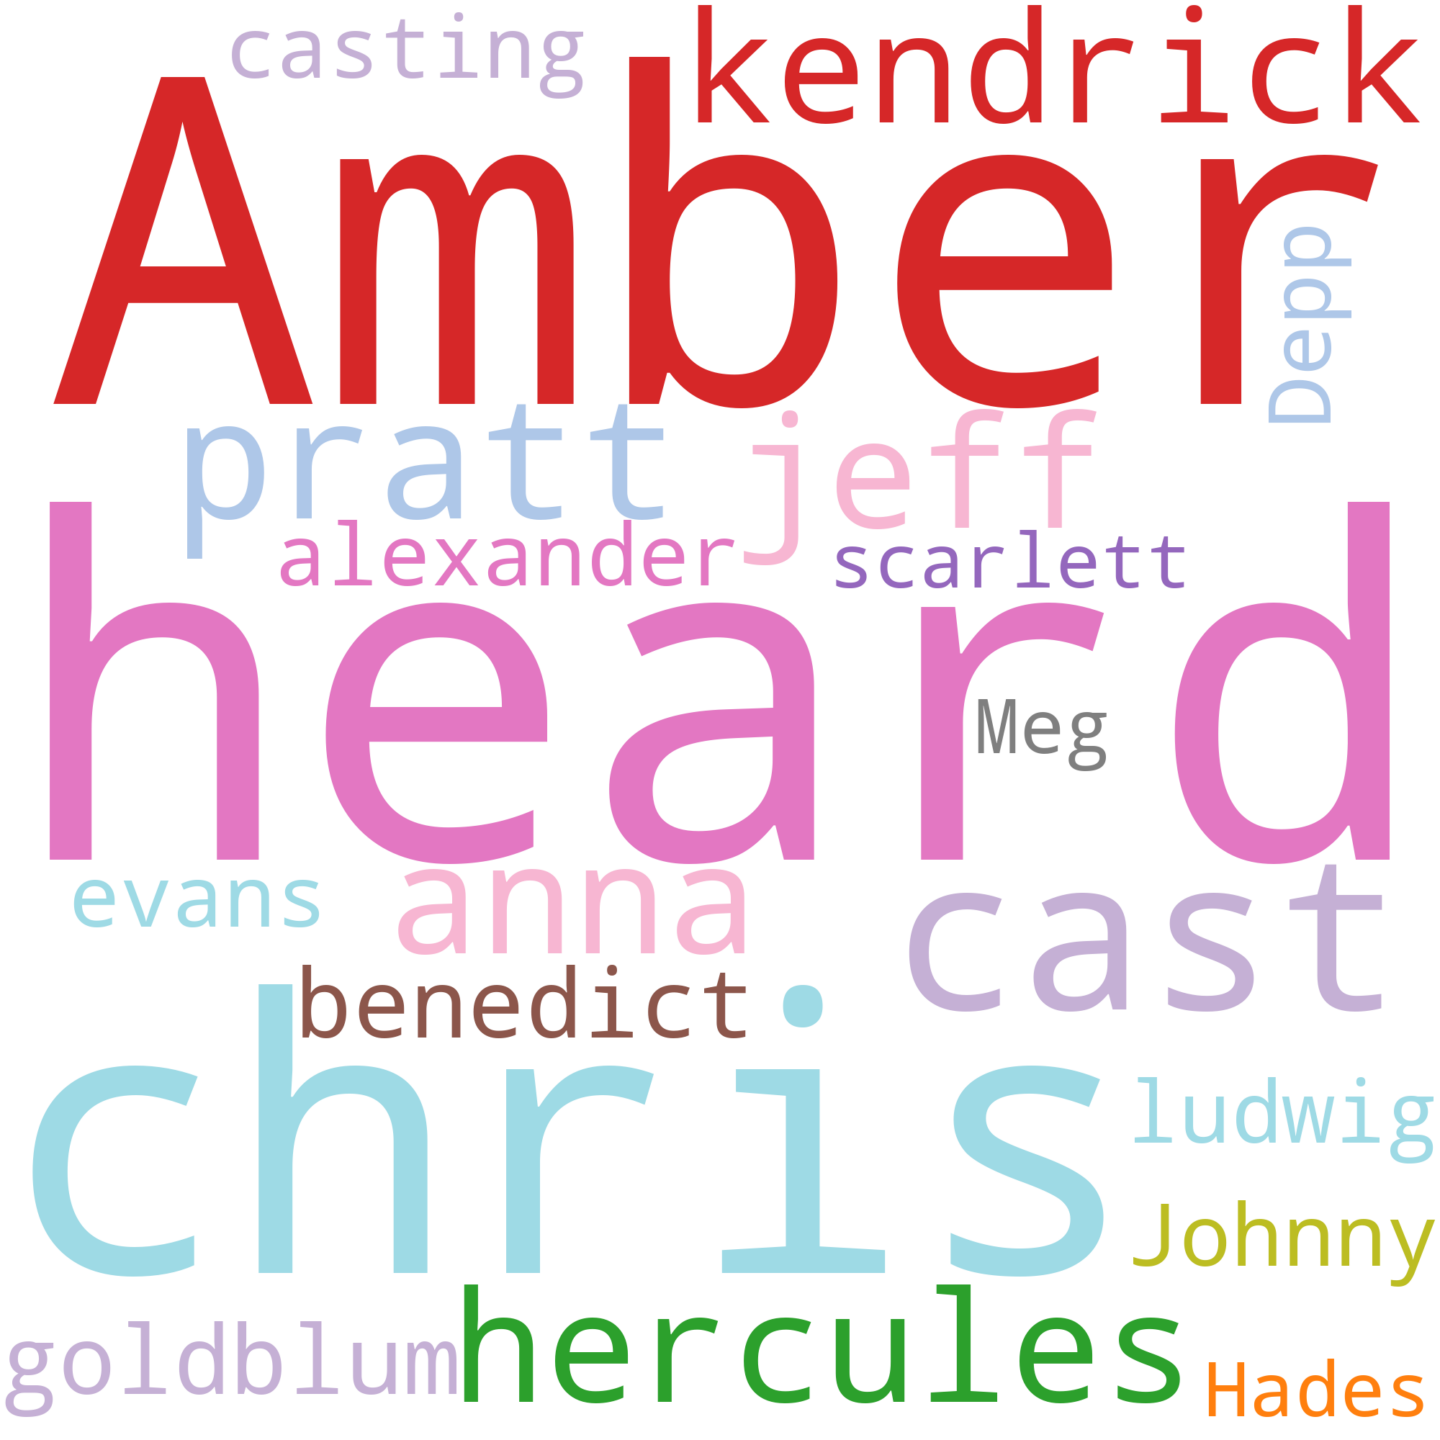 casting
kendrick
Amber
Depp
pratt
jeff
alexander
scarlett
heard
Meg
evans
anna
cast
benedict
chris
ludwig
Johnny
goldblum
hercules
Hades